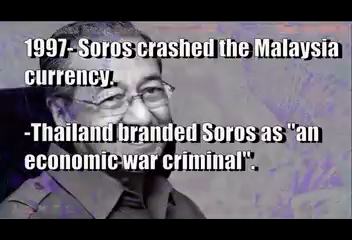 1997- Soros crashed the Malaysia
currency.
-Thailand branded Soros as "an
economic war criminal".